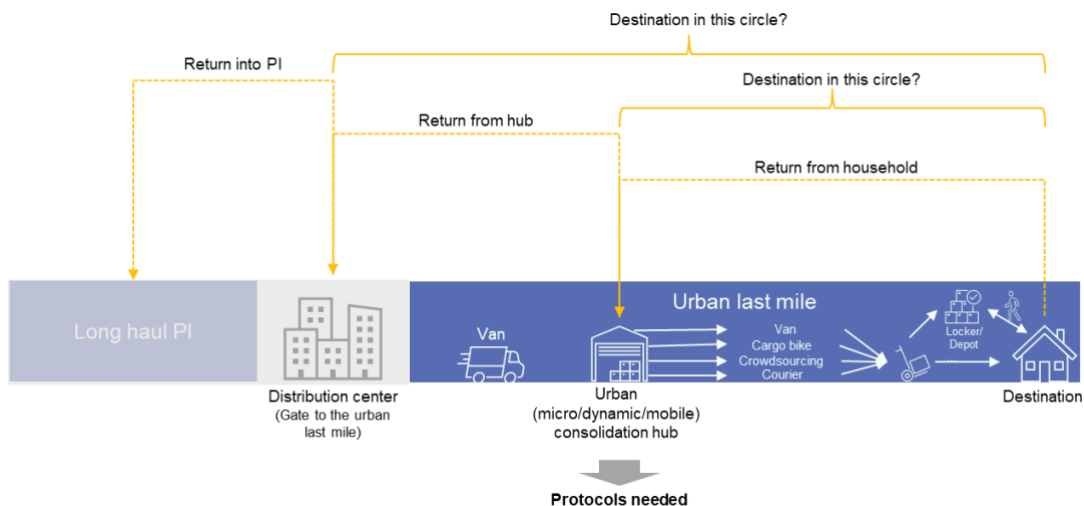 Destination in this circle?
Return into PI
Destination in this circle?
Return from hub
Return from household
Long haul PI
Urban last mile
Van
Van
Cargo bike
Crowdsourcing
Courier
Locker/
Depot
....
Distribution center
(Gate to the urban
last mile)
Urban
(micro/dynamic/mobile)
consolidation hub
Destination
Protocols needed